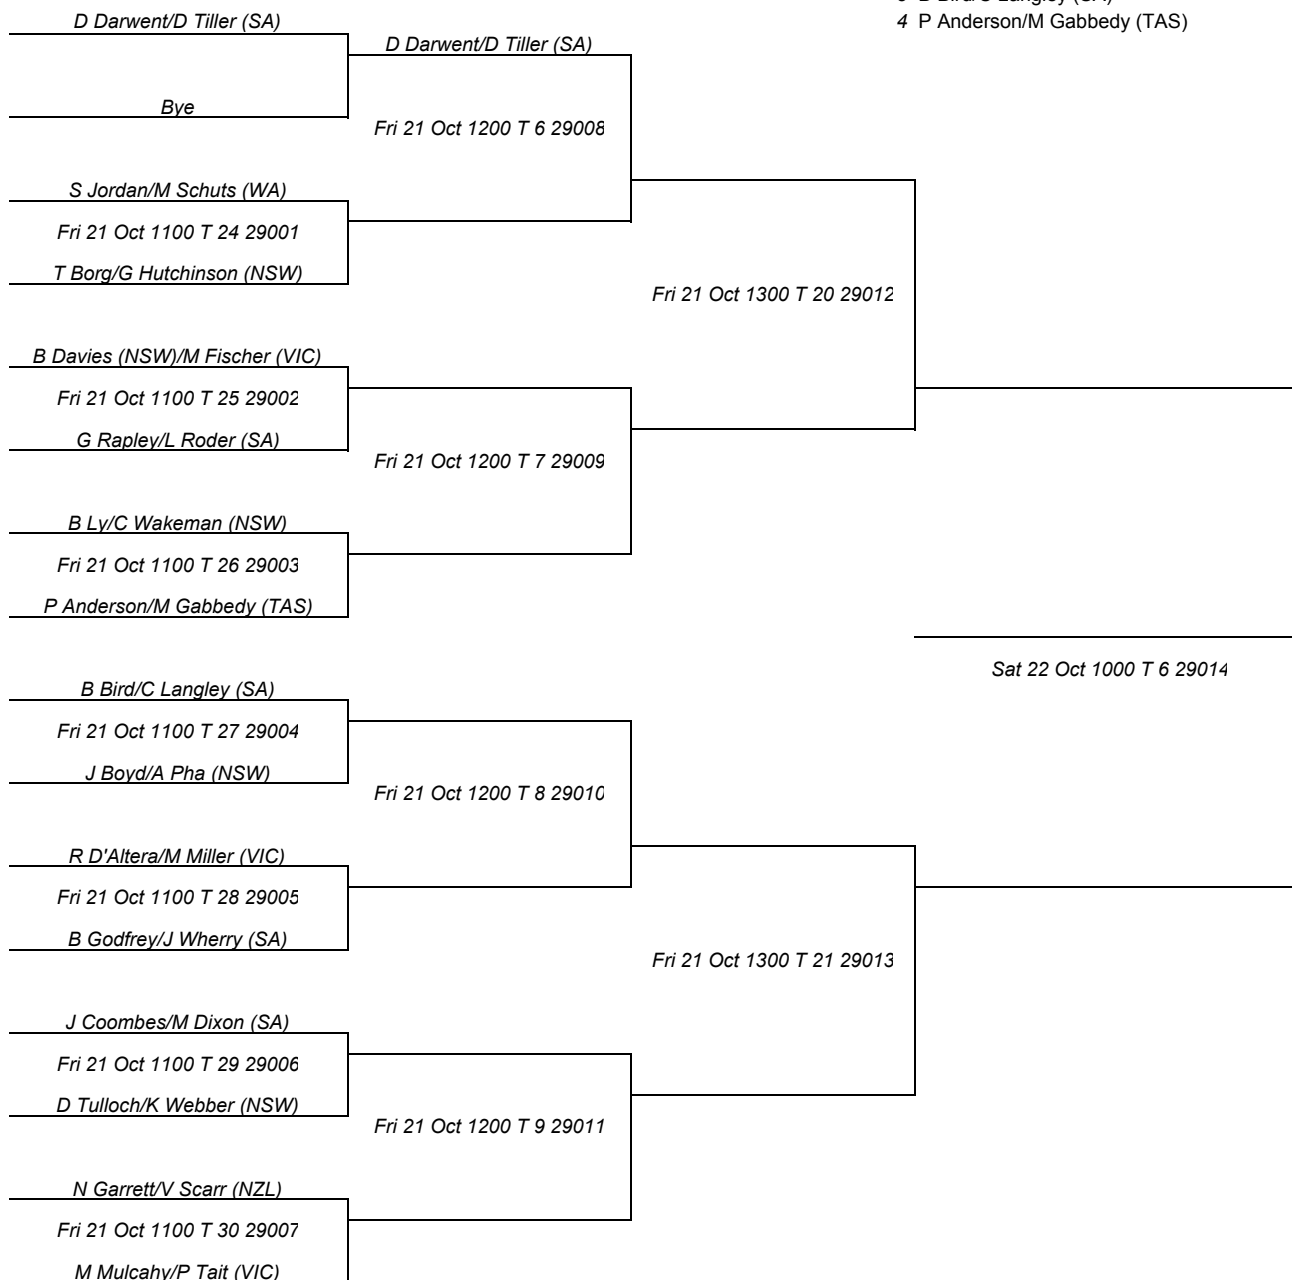 4 P Anderson/M Gabbedy (TAS)
D Darwent/D Tiller (SA)
D Darwent/D Tiller (SA)
Bye
Fri 21 Oct 1200 T 6 29008
S Jordan/M Schuts (WA)
Fri 21 Oct 1100 T 24 29001
T Borg/G Hutchinson (NSW)
Fri 21 Oct 1300 T 20 29012
B Davies (NSW)/M Fischer (VIC)
Fri 21 Oct 1100 T 25 29002
G Rapley/L Roder (SA)
Fri 21 Oct 1200 T 7 29009
B Ly/C Wakeman (NSW)
Fri 21 Oct 1100 T 26 29003
P Anderson/M Gabbedy (TAS)
Sat 22 Oct 1000 T 6 29014
B Bird/C Langley (SA)
Fri 21 Oct 1100 T 27 29004
J Boyd/A Pha (NSW)
Fri 21 Oct 1200 T 8 29010
R D'Altera/M Miller (VIC)
Fri 21 Oct 1100 T 28 29005
B Godfrey/J Wherry (SA)
Fri 21 Oct 1300 T 21 29013
J Coombes/M Dixon (SA)
Fri 21 Oct 1100 T 29 29006
D Tulloch/K Webber (NSW)
Fri 21 Oct 1200 T 9 29011
N Garrett/V Scarr (NZL)
Fri 21 Oct 1100 T 30 29007
M Mulcahy/P Tait (VIC)